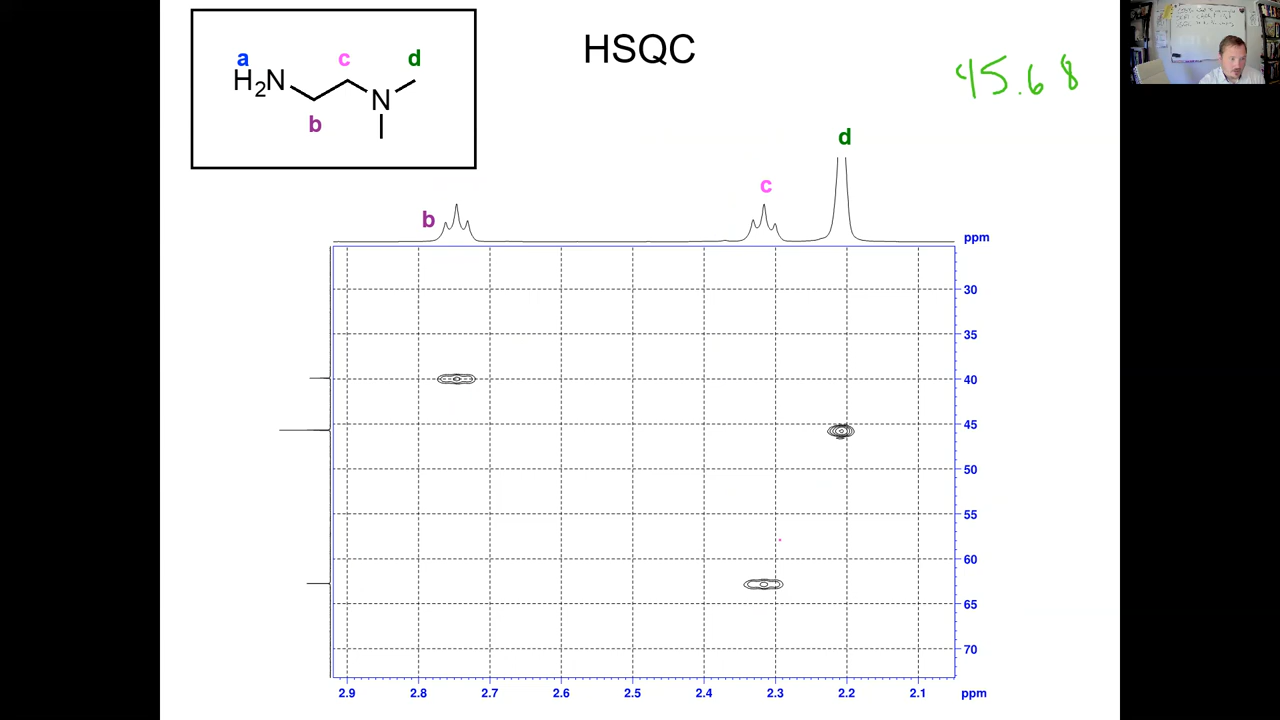 HSQC
45.68
a
c
d
H₂N
N
b
d
c
b
ppm
30
35
40
45
50
55
60
65
70
2.9 2.8 2.7 2.6 2.5 2.4 2.3 2.2 2.1 ppm